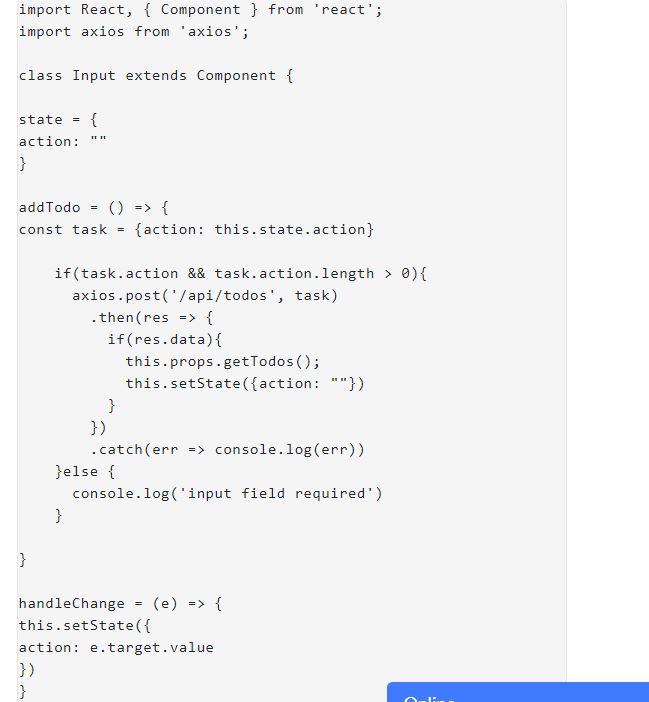 import React, { Component } from 'react';
import axios from 'axios';
class Input extends Component {
state = {
action: ""
}
addTodo = () => {
const task = {action: this.state.action}
if(task.action && task.action.length > 0){
axios.post('/api/todos', task)
.then(res => {
if(res.data){
this.props.getTodos();
this.setState({action: ""})
}
})
.catch(err => console.log(err))
}else {
console.log('input field required')
}
}
handleChange = (e) => {
this.setState({
action: e.target.value
})
}